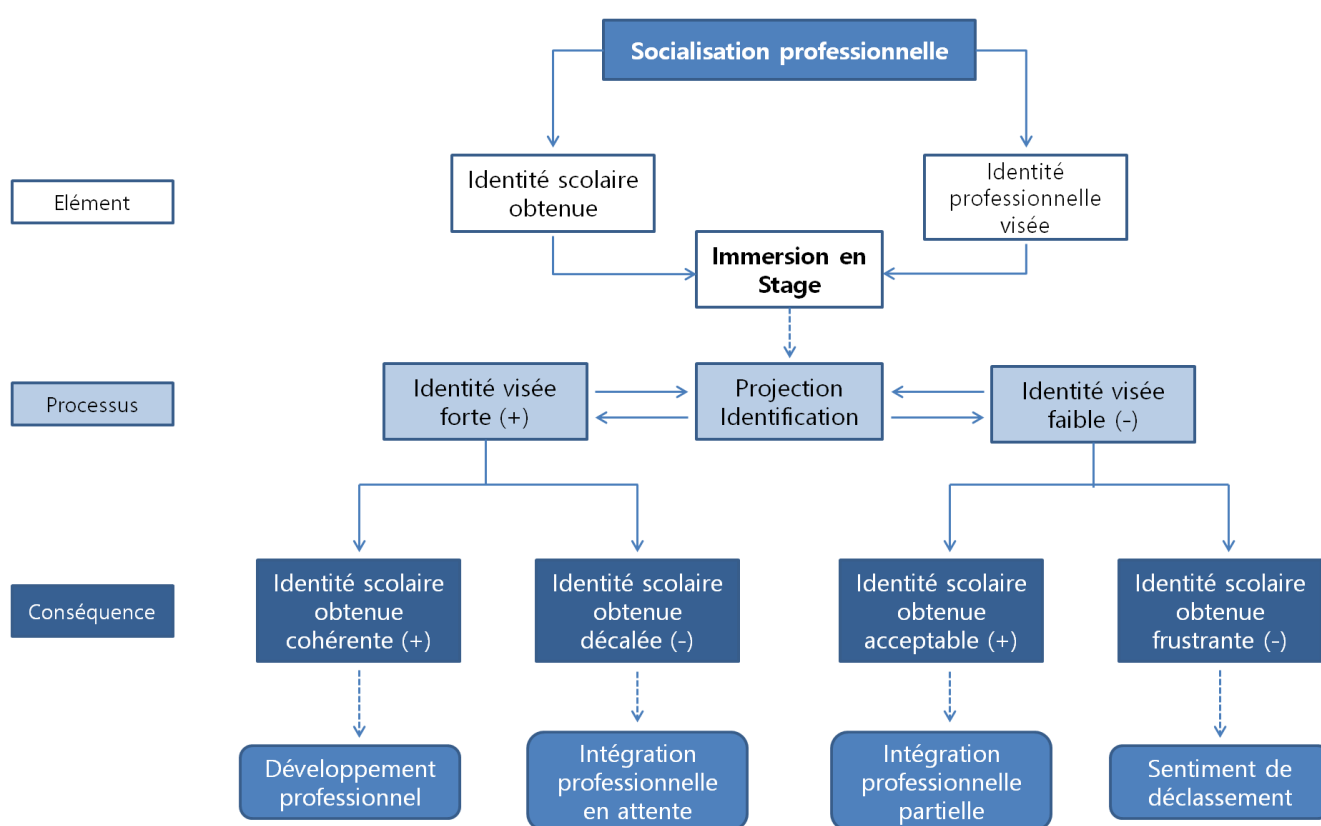 Socialisation professionnelle
Elément
Identité scolaire
obtenue
Identité
professionnelle
visée
Immersion en
Stage
Processus
Identité visée
forte (+)
Projection
Identification
Identité visée
faible (-)
Conséquence
Identité scolaire
obtenue
cohérente (+)
Identité scolaire
obtenue
décalée (-)
Identité scolaire
obtenue
acceptable (+)
Identité scolaire
obtenue
frustrante (-)
Développement
professionnel
Intégration
professionnelle
en attente
Intégration
professionnelle
partielle
Sentiment de
déclassement